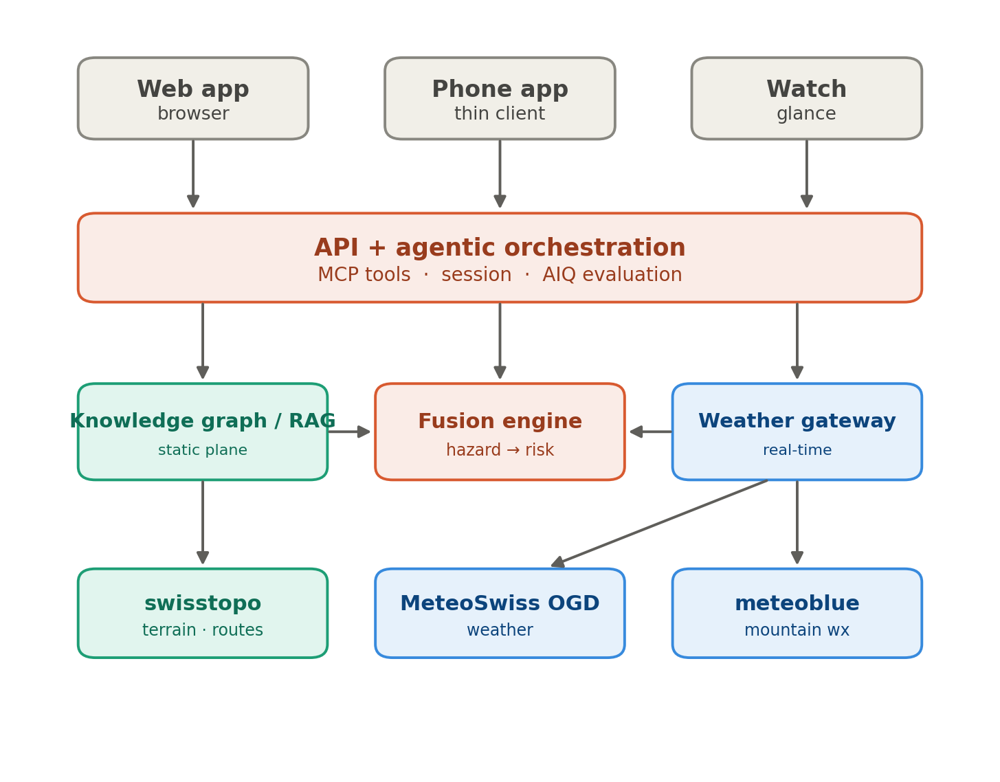 Web app
browser
Phone app
thin client
Watch
glance
API + agentic orchestration
MCP tools · session · AIQ evaluation
Knowledge graph / RAG
static plane
Fusion engine
hazard → risk
Weather gateway
real-time
swisstopo
terrain · routes
MeteoSwiss OGD
weather
meteoblue
mountain wx